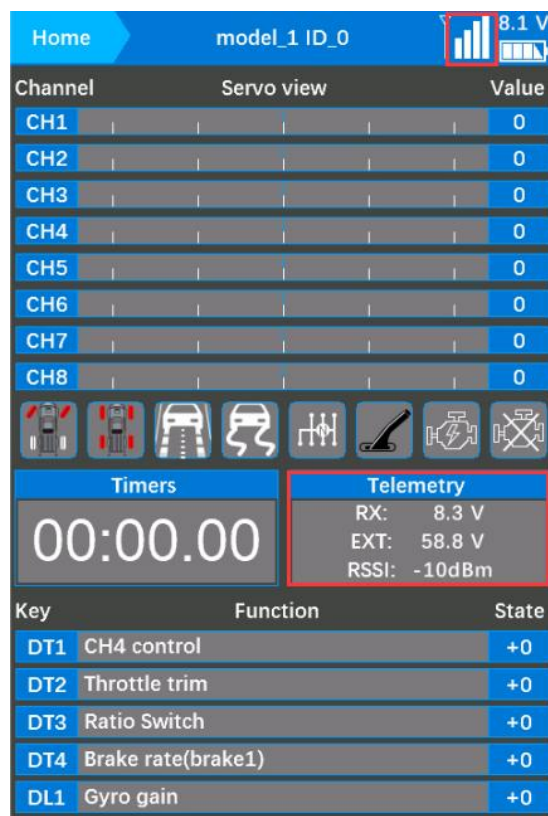 Home model_1 ID_0 8.1 V
Channel Servo view Value
CH1 0
CH2 0
CH3 0
CH4 0
CH5 0
CH6 0
CH7 0
CH8 0
N
Timers Telemetry
00:00.00
RX: 8.3 V
EXT: 58.8 V
RSSI: -10dBm
Key Function State
DT1 CH4 control +0
DT2 Throttle trim +0
DT3 Ratio Switch +0
DT4 Brake rate(brake1) +0
DL1 Gyro gain +0